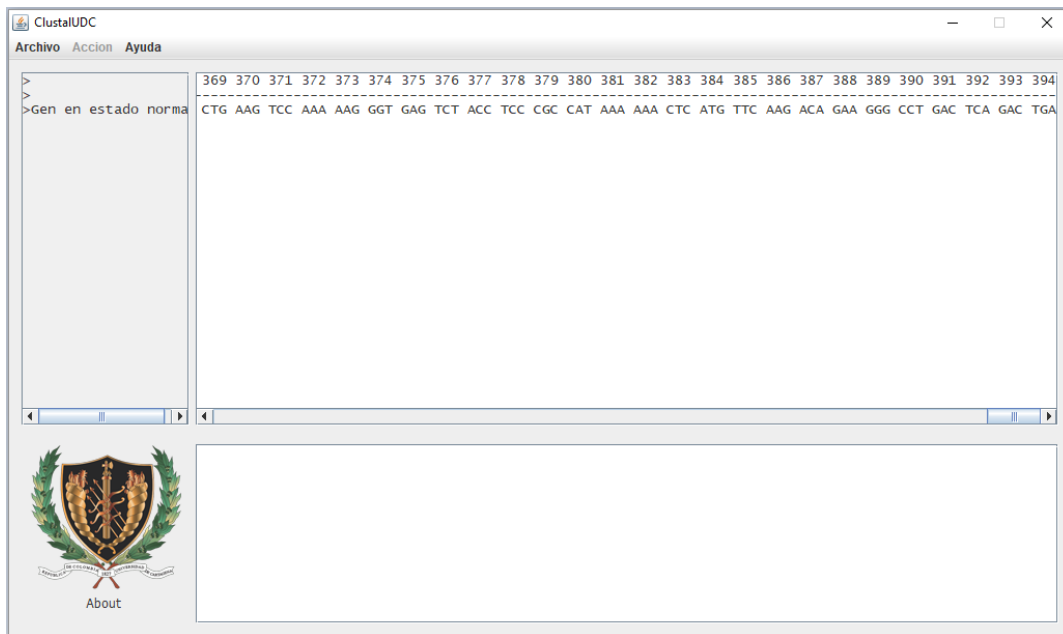 ClustalUDC
Archivo Accion Ayuda
>
>
>Gen en estado norma
369 370 371 372 373 374 375 376 377 378 379 380 381 382 383 384 385 386 387 388 389 390 391 392 393 394
CTG AAG TCC AAA AAG GGT GAG TCT ACC TCC CGC CAT AAA AAA CTC ATG TTC AAG ACA GAA GGG CCT GAC TCA GAC TGA
About